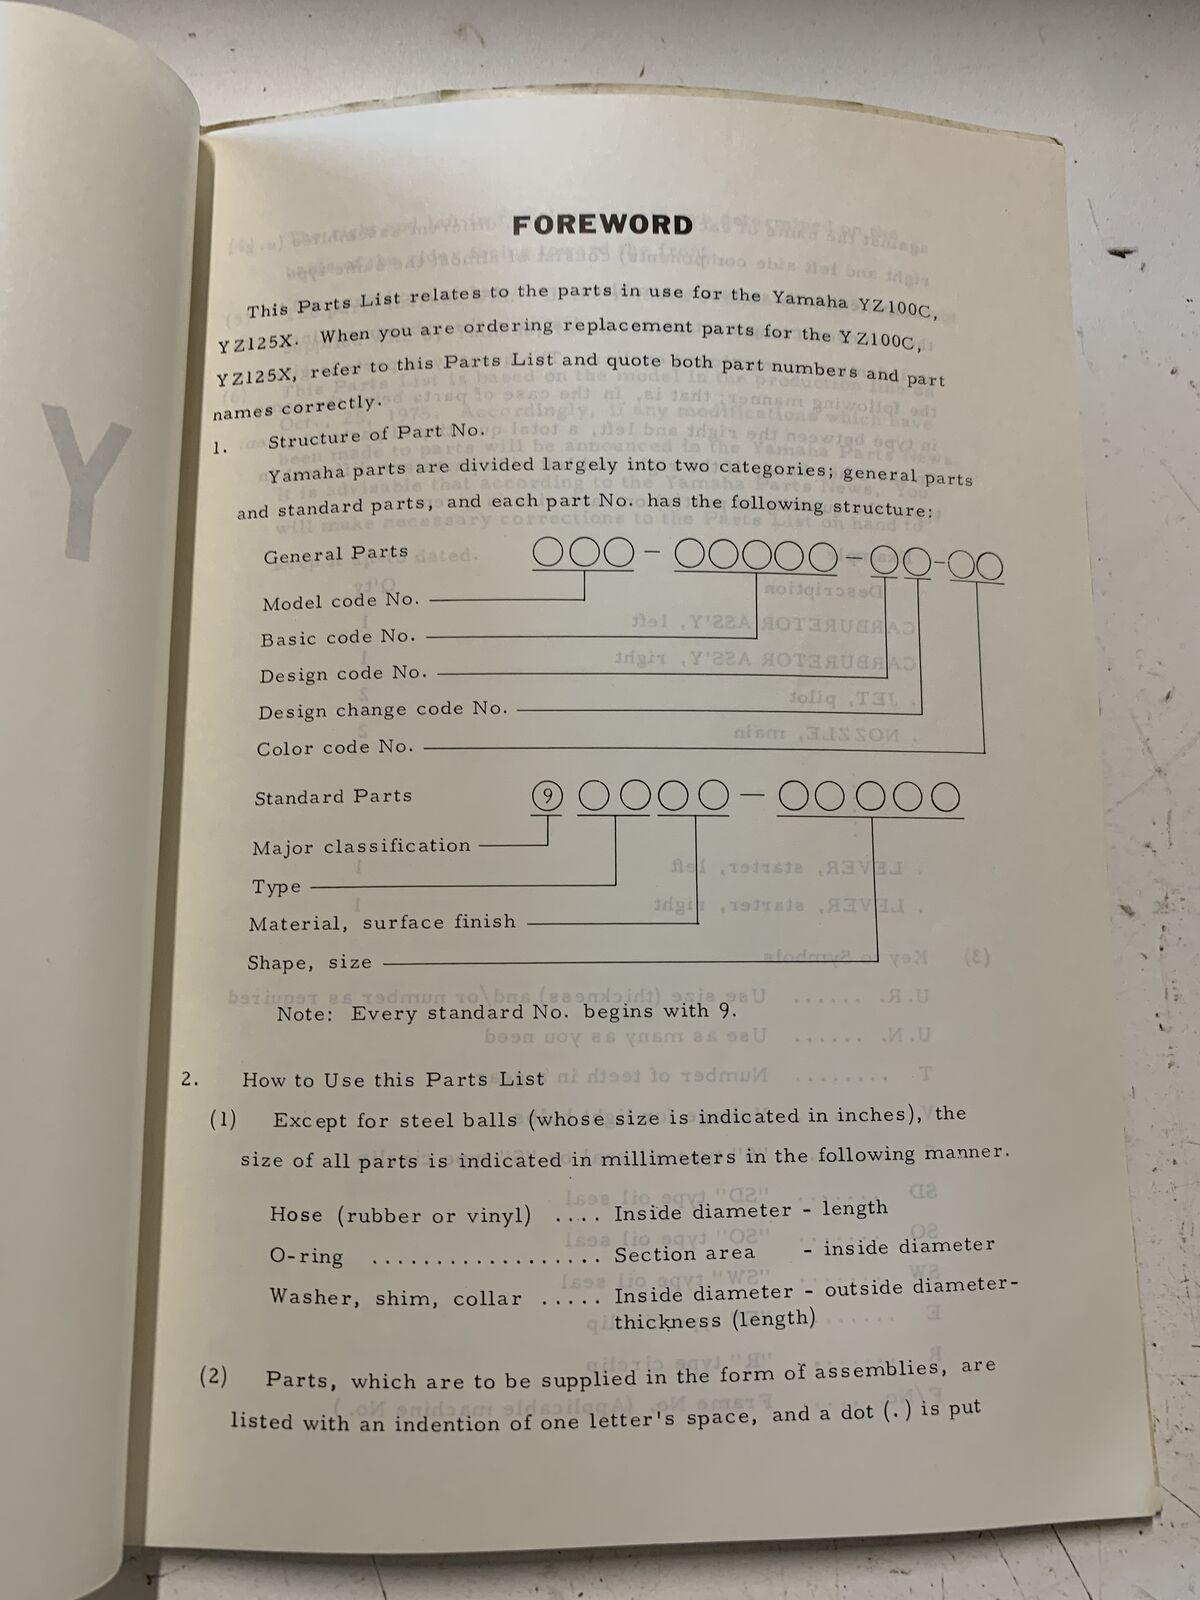 Y
FOREWORD
This Parts List relates to the parts in use for the Yamaha YZ100C,
YZ125X. When you are ordering replacement parts for the YZ100C,
YZ125X, refer to this Parts List and quote both part numbers and part
names correctly.
1. Structure of Part No.
Yamaha parts are divided largely into two categories; general parts
and standard parts, and each part No. has the following structure:
General Parts ○○○ – ○○○○○ – ○○-○○
Model code No.
Basic code No.
Design code No.
Design change code No.
Color code No.
Standard Parts ⑨ ○○○○ — ○○○○○
Major classification
Type
Material, surface finish
Shape, size
Note: Every standard No. begins with 9.
2. How to Use this Parts List
(1) Except for steel balls (whose size is indicated in inches), the
size of all parts is indicated in millimeters in the following manner.
Hose (rubber or vinyl) .... Inside diameter - length
O-ring .................. Section area - inside diameter
Washer, shim, collar ..... Inside diameter - outside diameter-
thickness (length)
(2) Parts, which are to be supplied in the form of assemblies, are
listed with an indention of one letter's space, and a dot (.) is put